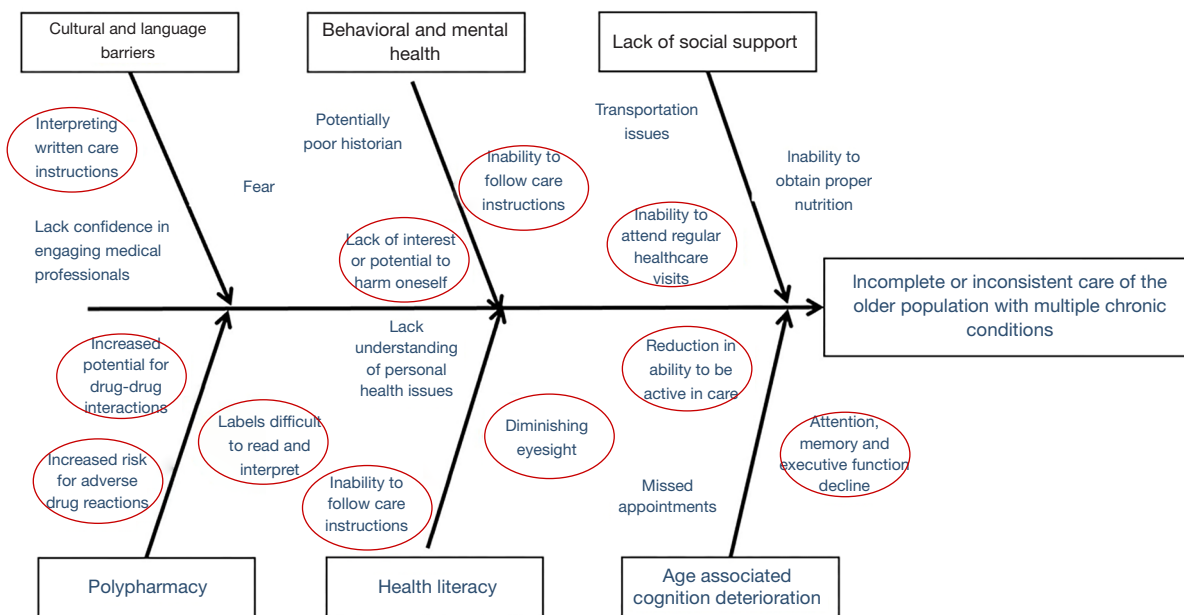 Cultural and language
barriers
Behavioral and mental
health
Lack of social support
Interpreting
written care
instructions
Fear
Lack confidence in
engaging medical
professionals
Potentially
poor historian
Inability to
follow care
instructions
Lack of interest
or potential to
harm oneself
Transportation
issues
Inability to
obtain proper
nutrition
Inability to
attend regular
healthcare
visits
Incomplete or inconsistent care of the
older population with multiple chronic
conditions
Increased
potential for
drug-drug
interactions
Labels difficult
to read and
interpret
Increased risk
for adverse
drug reactions
Lack
understanding
of personal
health issues
Diminishing
eyesight
Inability to
follow care
instructions
Reduction in
ability to be
active in care
Attention,
memory and
executive function
decline
Missed
appointments
Polypharmacy
Health literacy
Age associated
cognition deterioration